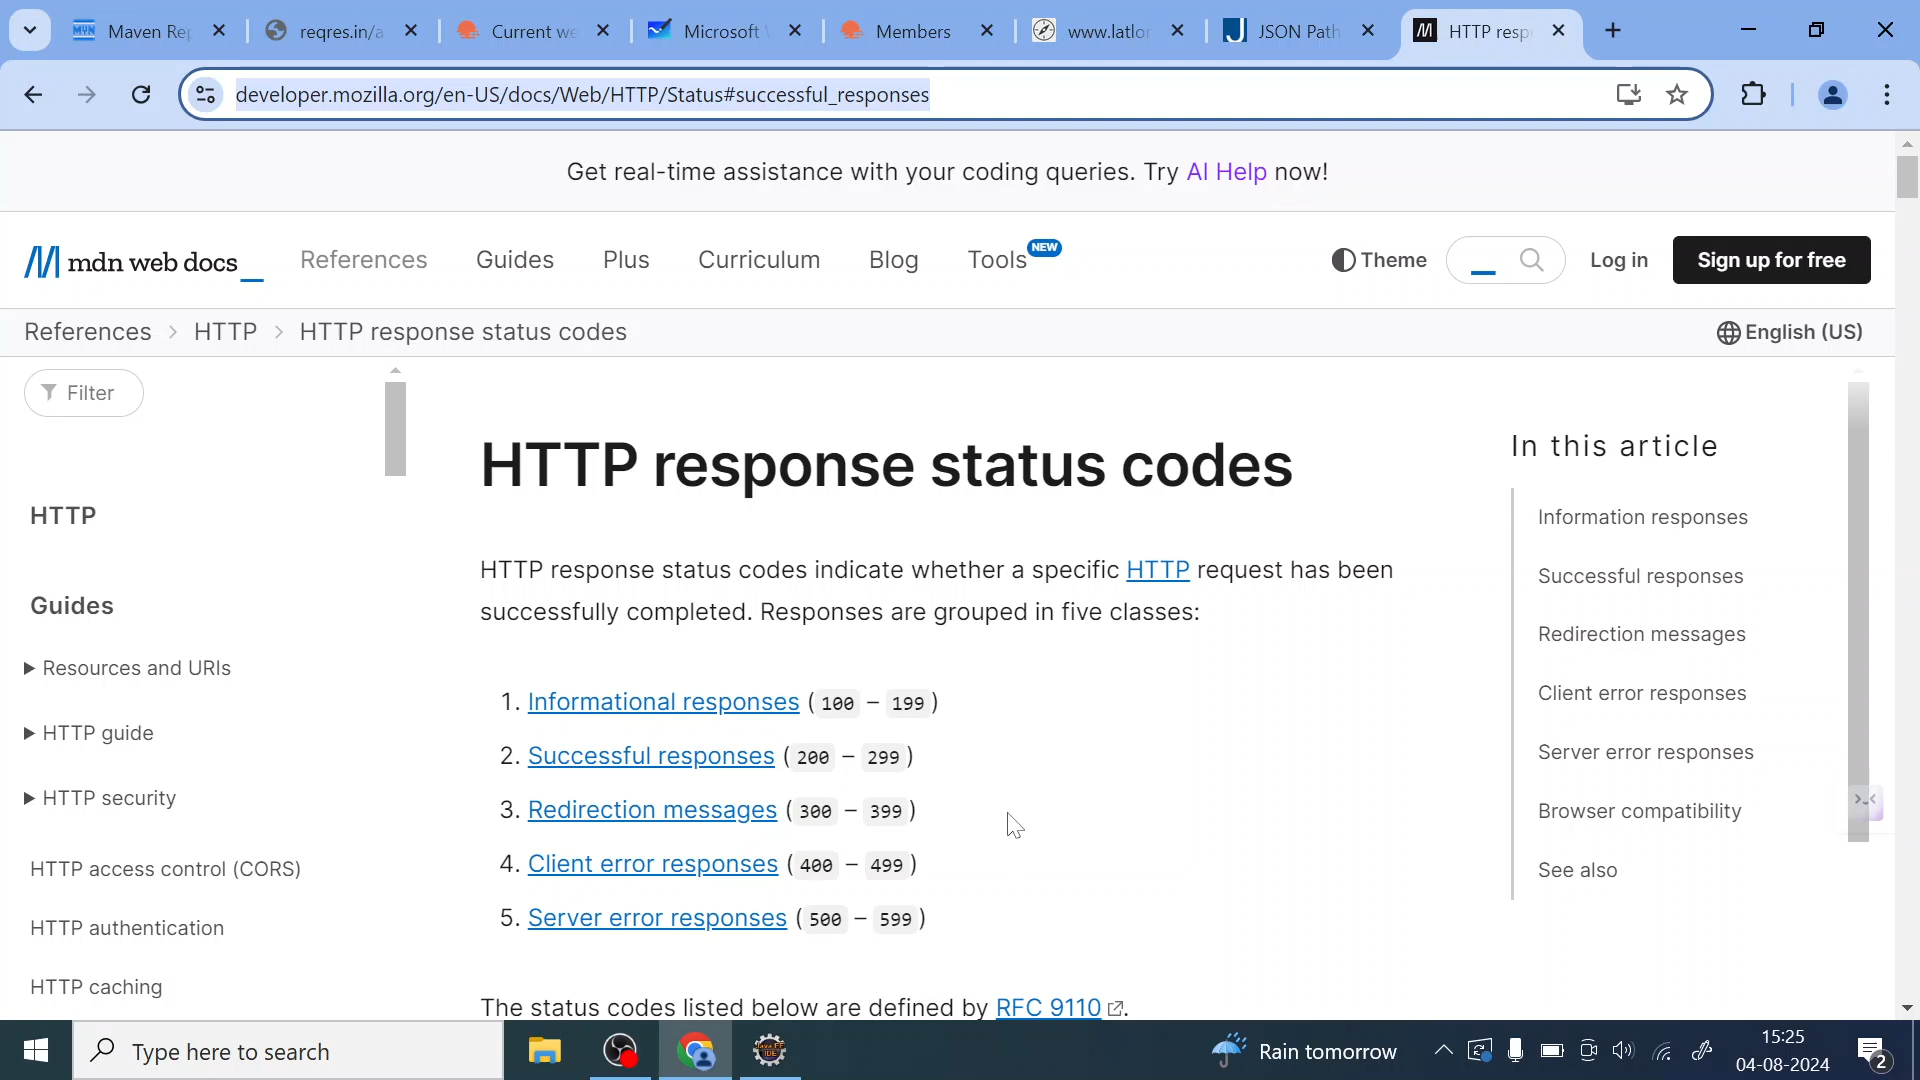 Maven Rep
reqres.in/a
Current we
Microsoft
Members
www.latlo
JSON Path
HTTP resp
developer.mozilla.org/en-US/docs/Web/HTTP/Status#successful_responses
Get real-time assistance with your coding queries. Try AI Help now!
mdn web docs_
References
Guides
Plus
Curriculum
Blog
Tools
NEW
Theme
Log in
Sign up for free
References
HTTP
HTTP response status codes
English (US)
Filter
HTTP
Guides
Resources and URIs
HTTP guide
HTTP security
HTTP access control (CORS)
HTTP authentication
HTTP caching
HTTP response status codes
HTTP response status codes indicate whether a specific HTTP request has been
successfully completed. Responses are grouped in five classes:
1. Informational responses (100 – 199)
2. Successful responses (200 – 299)
3. Redirection messages (300 – 399)
4. Client error responses (400 – 499)
5. Server error responses (500 – 599)
The status codes listed below are defined by RFC 9110.
In this article
Information responses
Successful responses
Redirection messages
Client error responses
Server error responses
Browser compatibility
See also
Type here to search
Rain tomorrow
15:25
04-08-2024
2